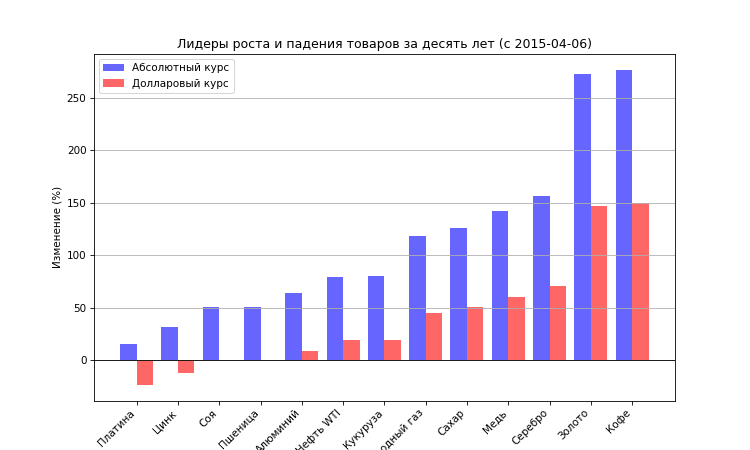 Лидеры роста и падения товаров за десять лет (с 2015-04-06)
Абсолютный курс
Долларовый курс
Изменение (%)
250
200
150
100
50
0
Платина
Цинк
Соя
Пшеница
Алюминий
Нефть WTI
Кукуруза
газ
Сахар
Медь
Серебро
Золото
Кофе